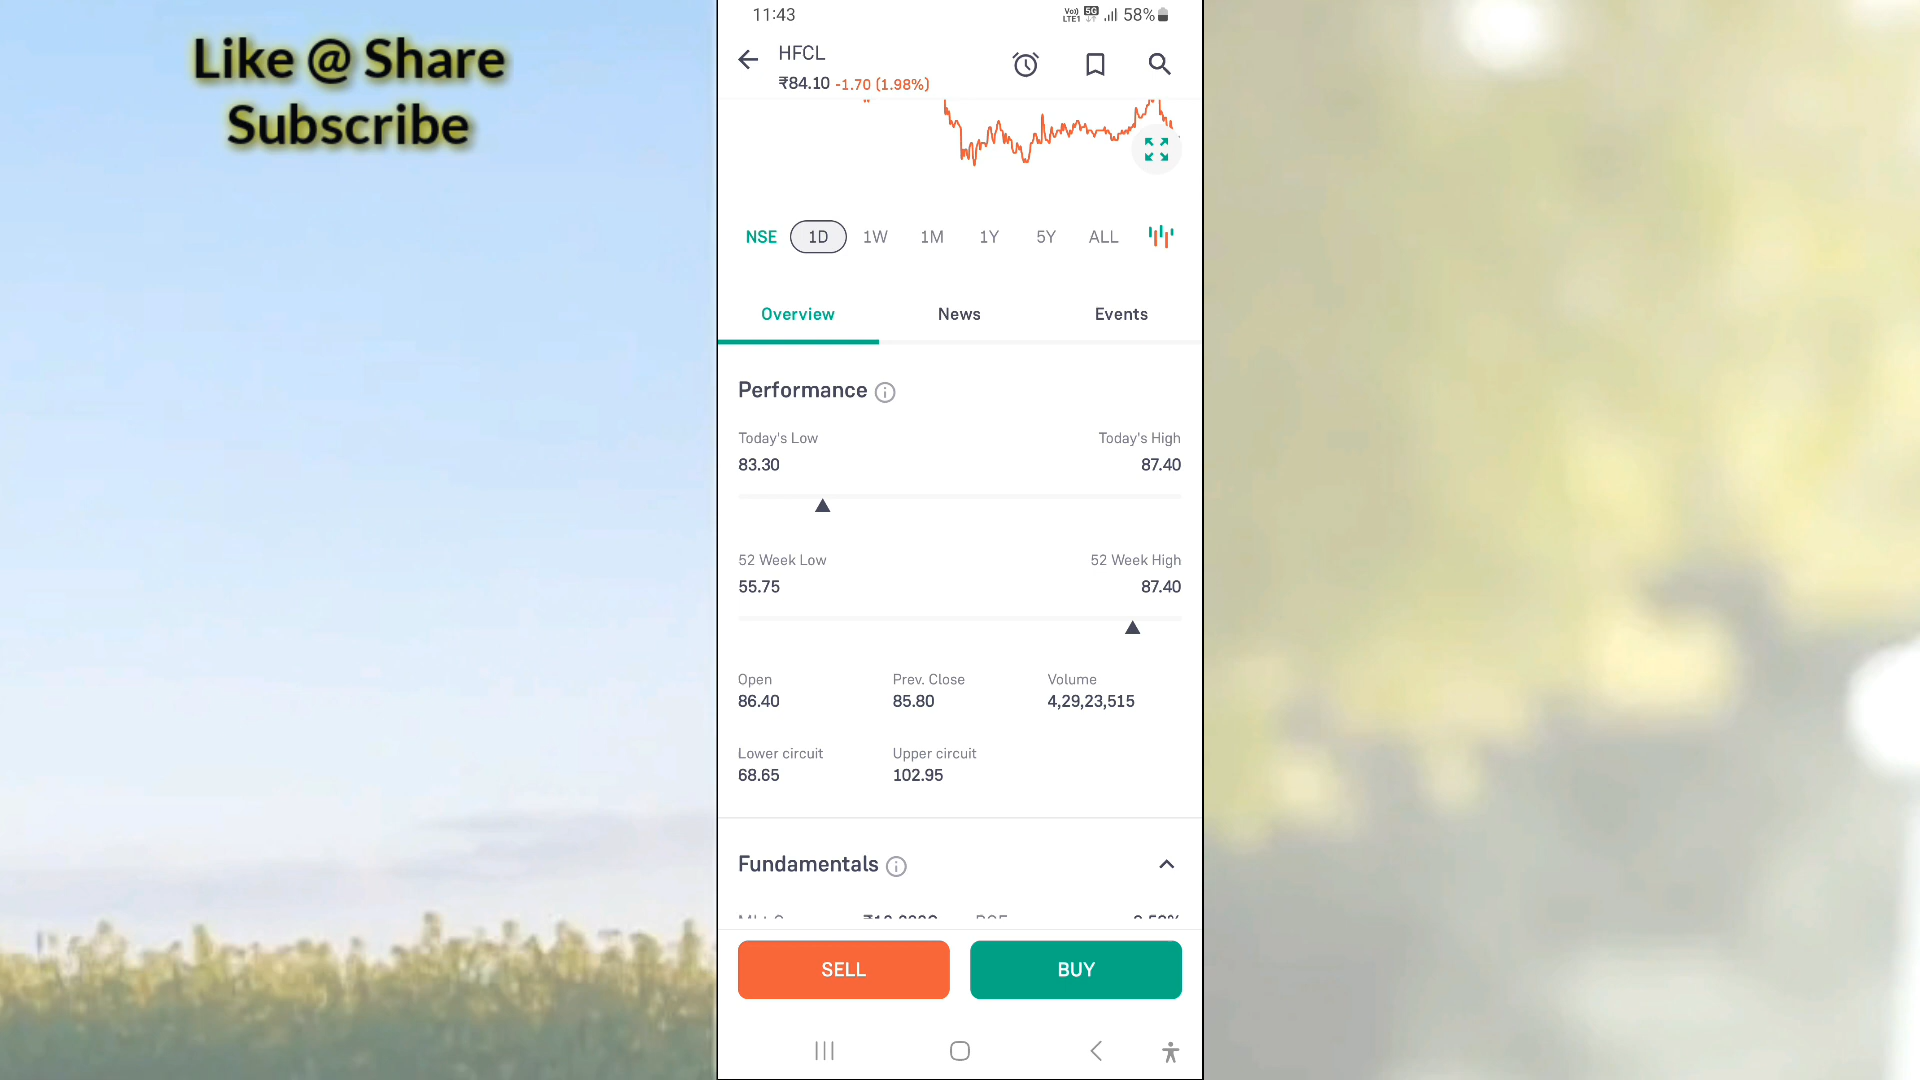 Like @ Share
Subscribe
11:43
Vo)) LTE1 5G 58%
HFCL
₹84.10 -1.70 (1.98%)
NSE 1D 1W 1M 1Y 5Y ALL
Overview News Events
Performance
Today's Low Today's High
83.30 87.40
52 Week Low 52 Week High
55.75 87.40
Open Prev. Close Volume
86.40 85.80 4,29,23,515
Lower circuit Upper circuit
68.65 102.95
Fundamentals
SELL BUY